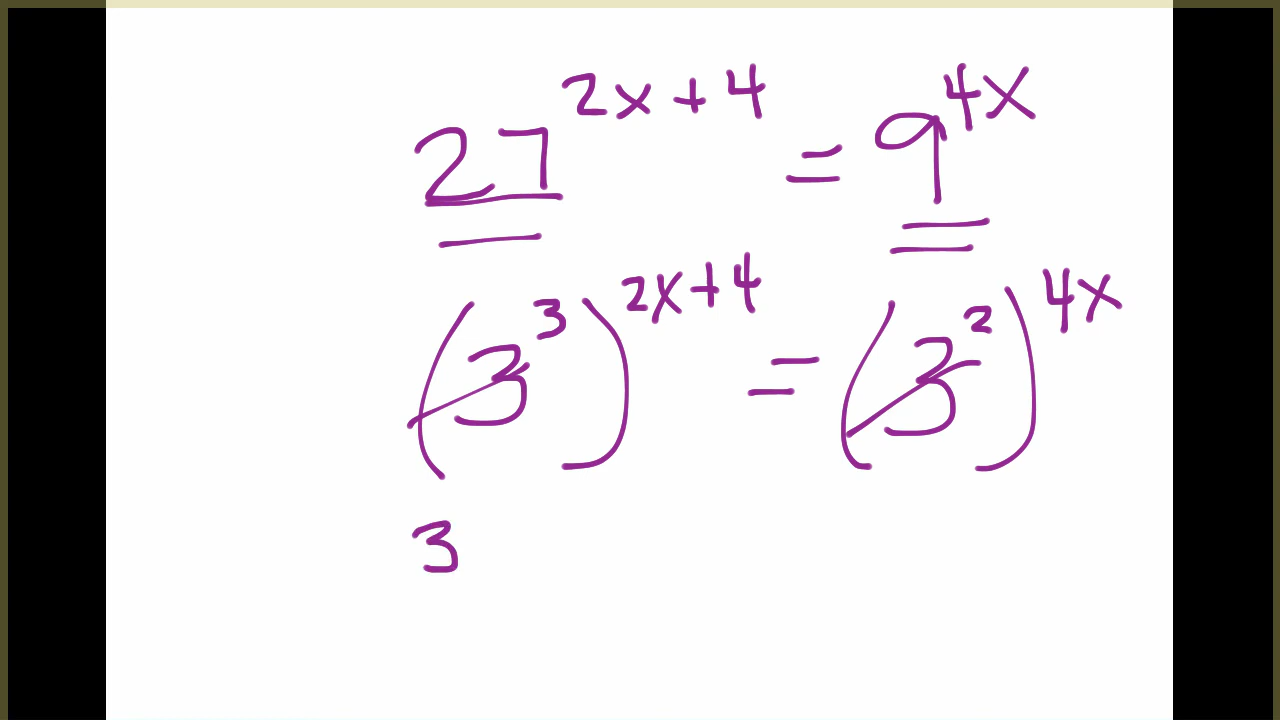 27^{2x+4} = 9^{4x}
(3^3)^{2x+4} = (3^2)^{4x}
3